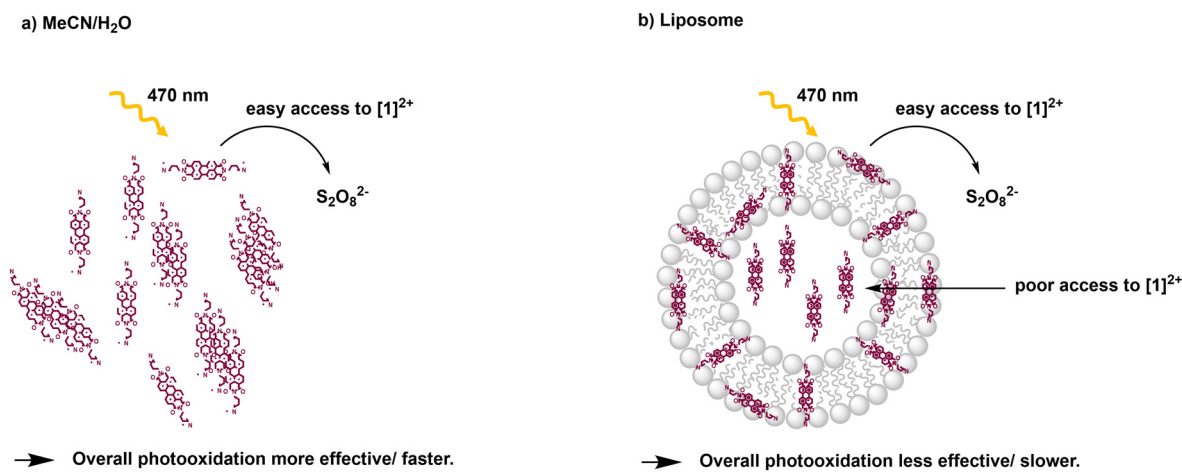 a) MeCN/H₂O
b) Liposome
470 nm
easy access to [1]²⁺
S₂O₈²⁻
470 nm
easy access to [1]²⁺
S₂O₈²⁻
poor access to [1]²⁺
Overall photooxidation more effective/ faster.
Overall photooxidation less effective/ slower.